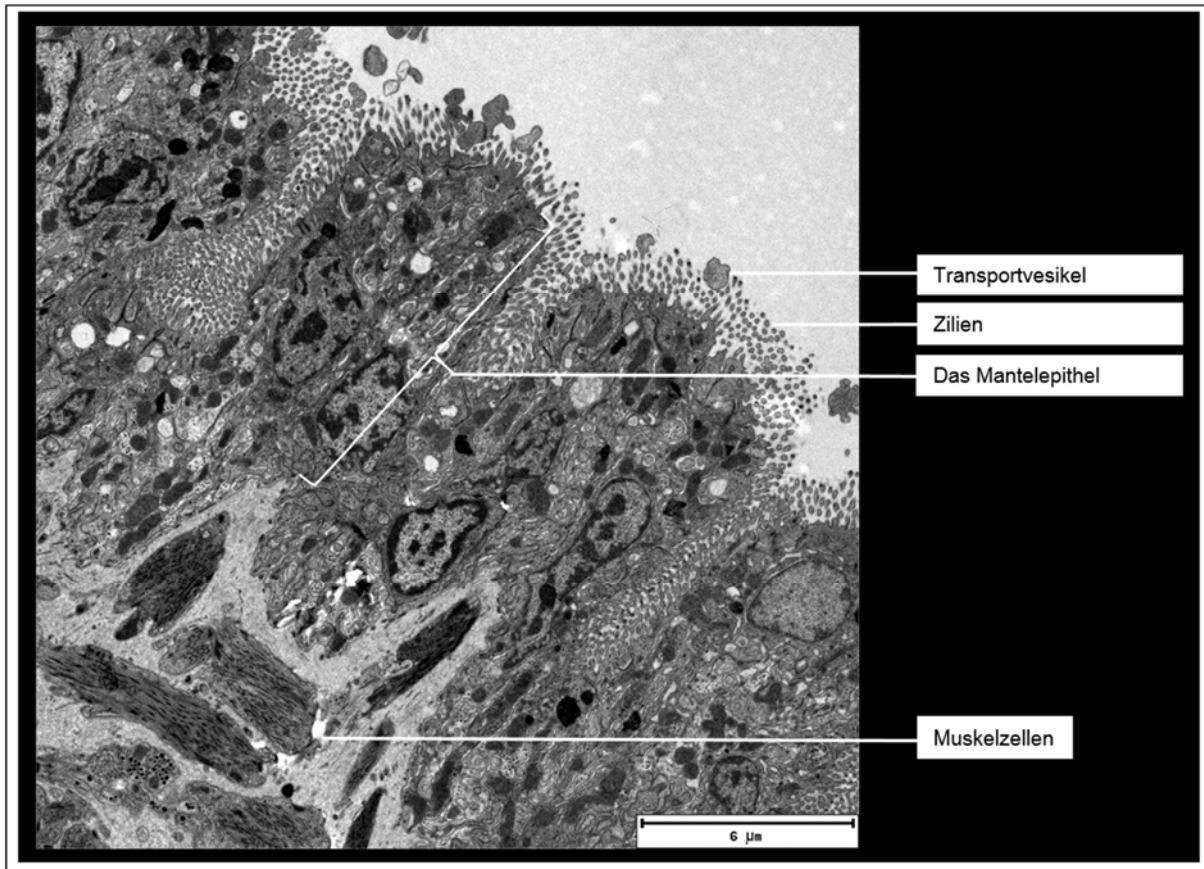 Transportvesikel
Zilien
Das Mantelepithel
Muskelzellen
6 µm